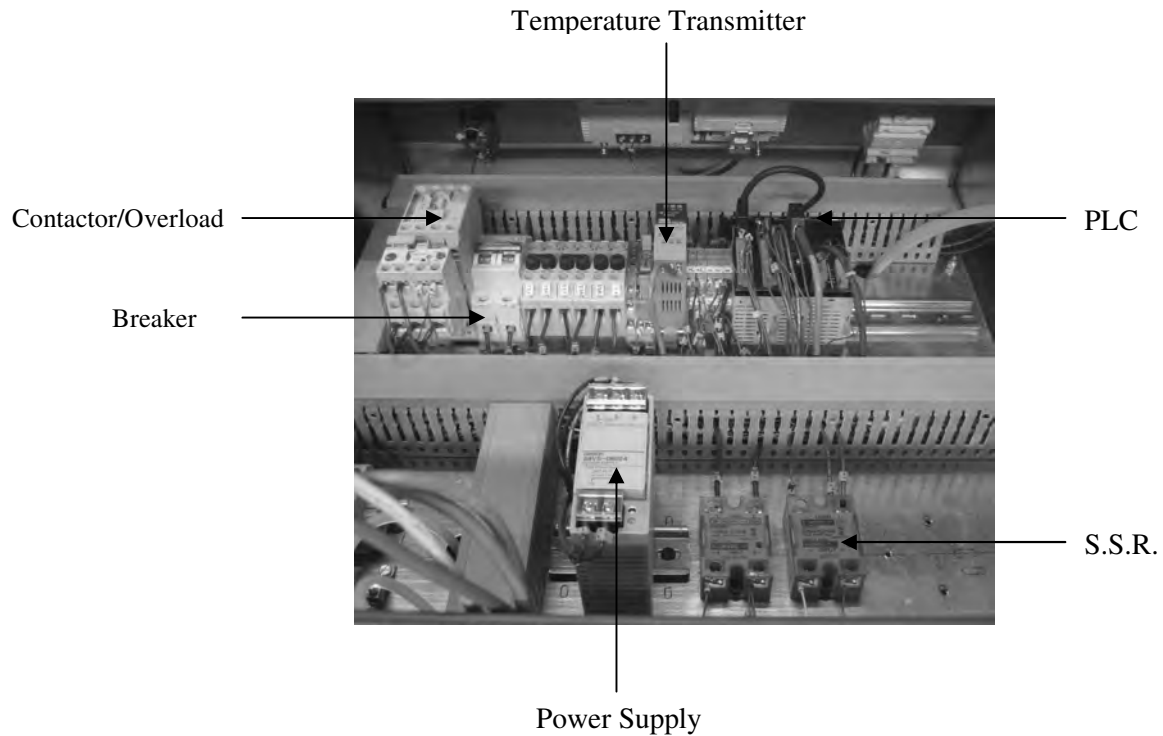 Temperature Transmitter
Contactor/Overload
PLC
Breaker
S.S.R.
Power Supply